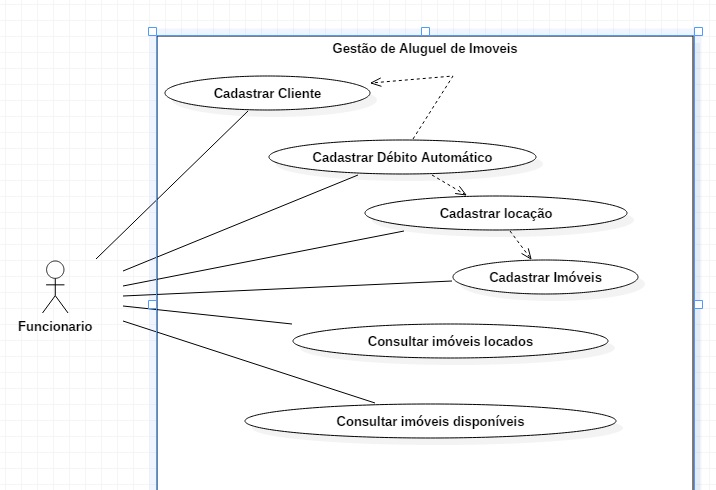 Gestão de Aluguel de Imoveis
Cadastrar Cliente
Cadastrar Débito Automático
Cadastrar locação
Cadastrar Imóveis
Funcionario
Consultar imóveis locados
Consultar imóveis disponíveis